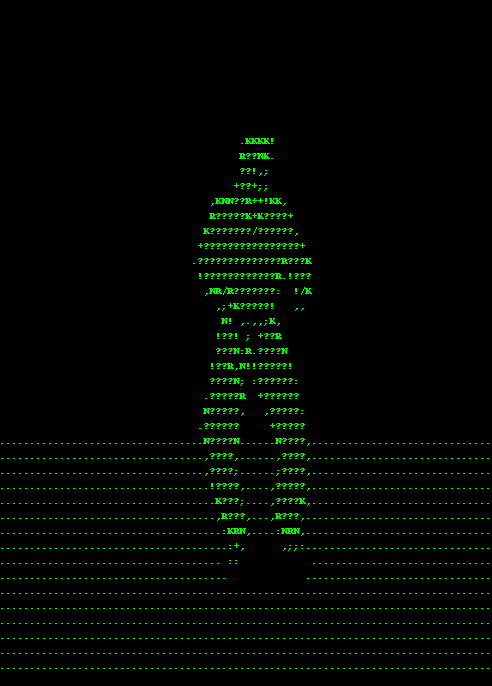 .KKKK!
R??NK.
??!,;
+??+;;
,KNN??R++!KK,
R?????K+K????+
K???????/??????,
+????????????????+
.??????????????R???K
!????????????R.!???
,NR/R???????:  !/K
,;+K?????!   ,,
N! ,.,,;K,
!??! ; +??R
???N:R.????N
!??R,N!!?????!
????N; :??????:
.?????R  +??????
N?????,   ,?????:
.??????     +?????
..................................N????N......N????,..............................
..................................,????,......,????,..............................
..................................,????;......;????,..............................
...................................!????,....,?????,..............................
....................................K???;....,????K,..............................
....................................,R???,...,R???,...............................
.....................................:KRN,....:NRN,...............................
......................................:+,      ,;;:...............................
......................................::            ..............................
......................................             ...............................
..................................................................................
..................................................................................
..................................................................................
..................................................................................
..................................................................................
..................................................................................